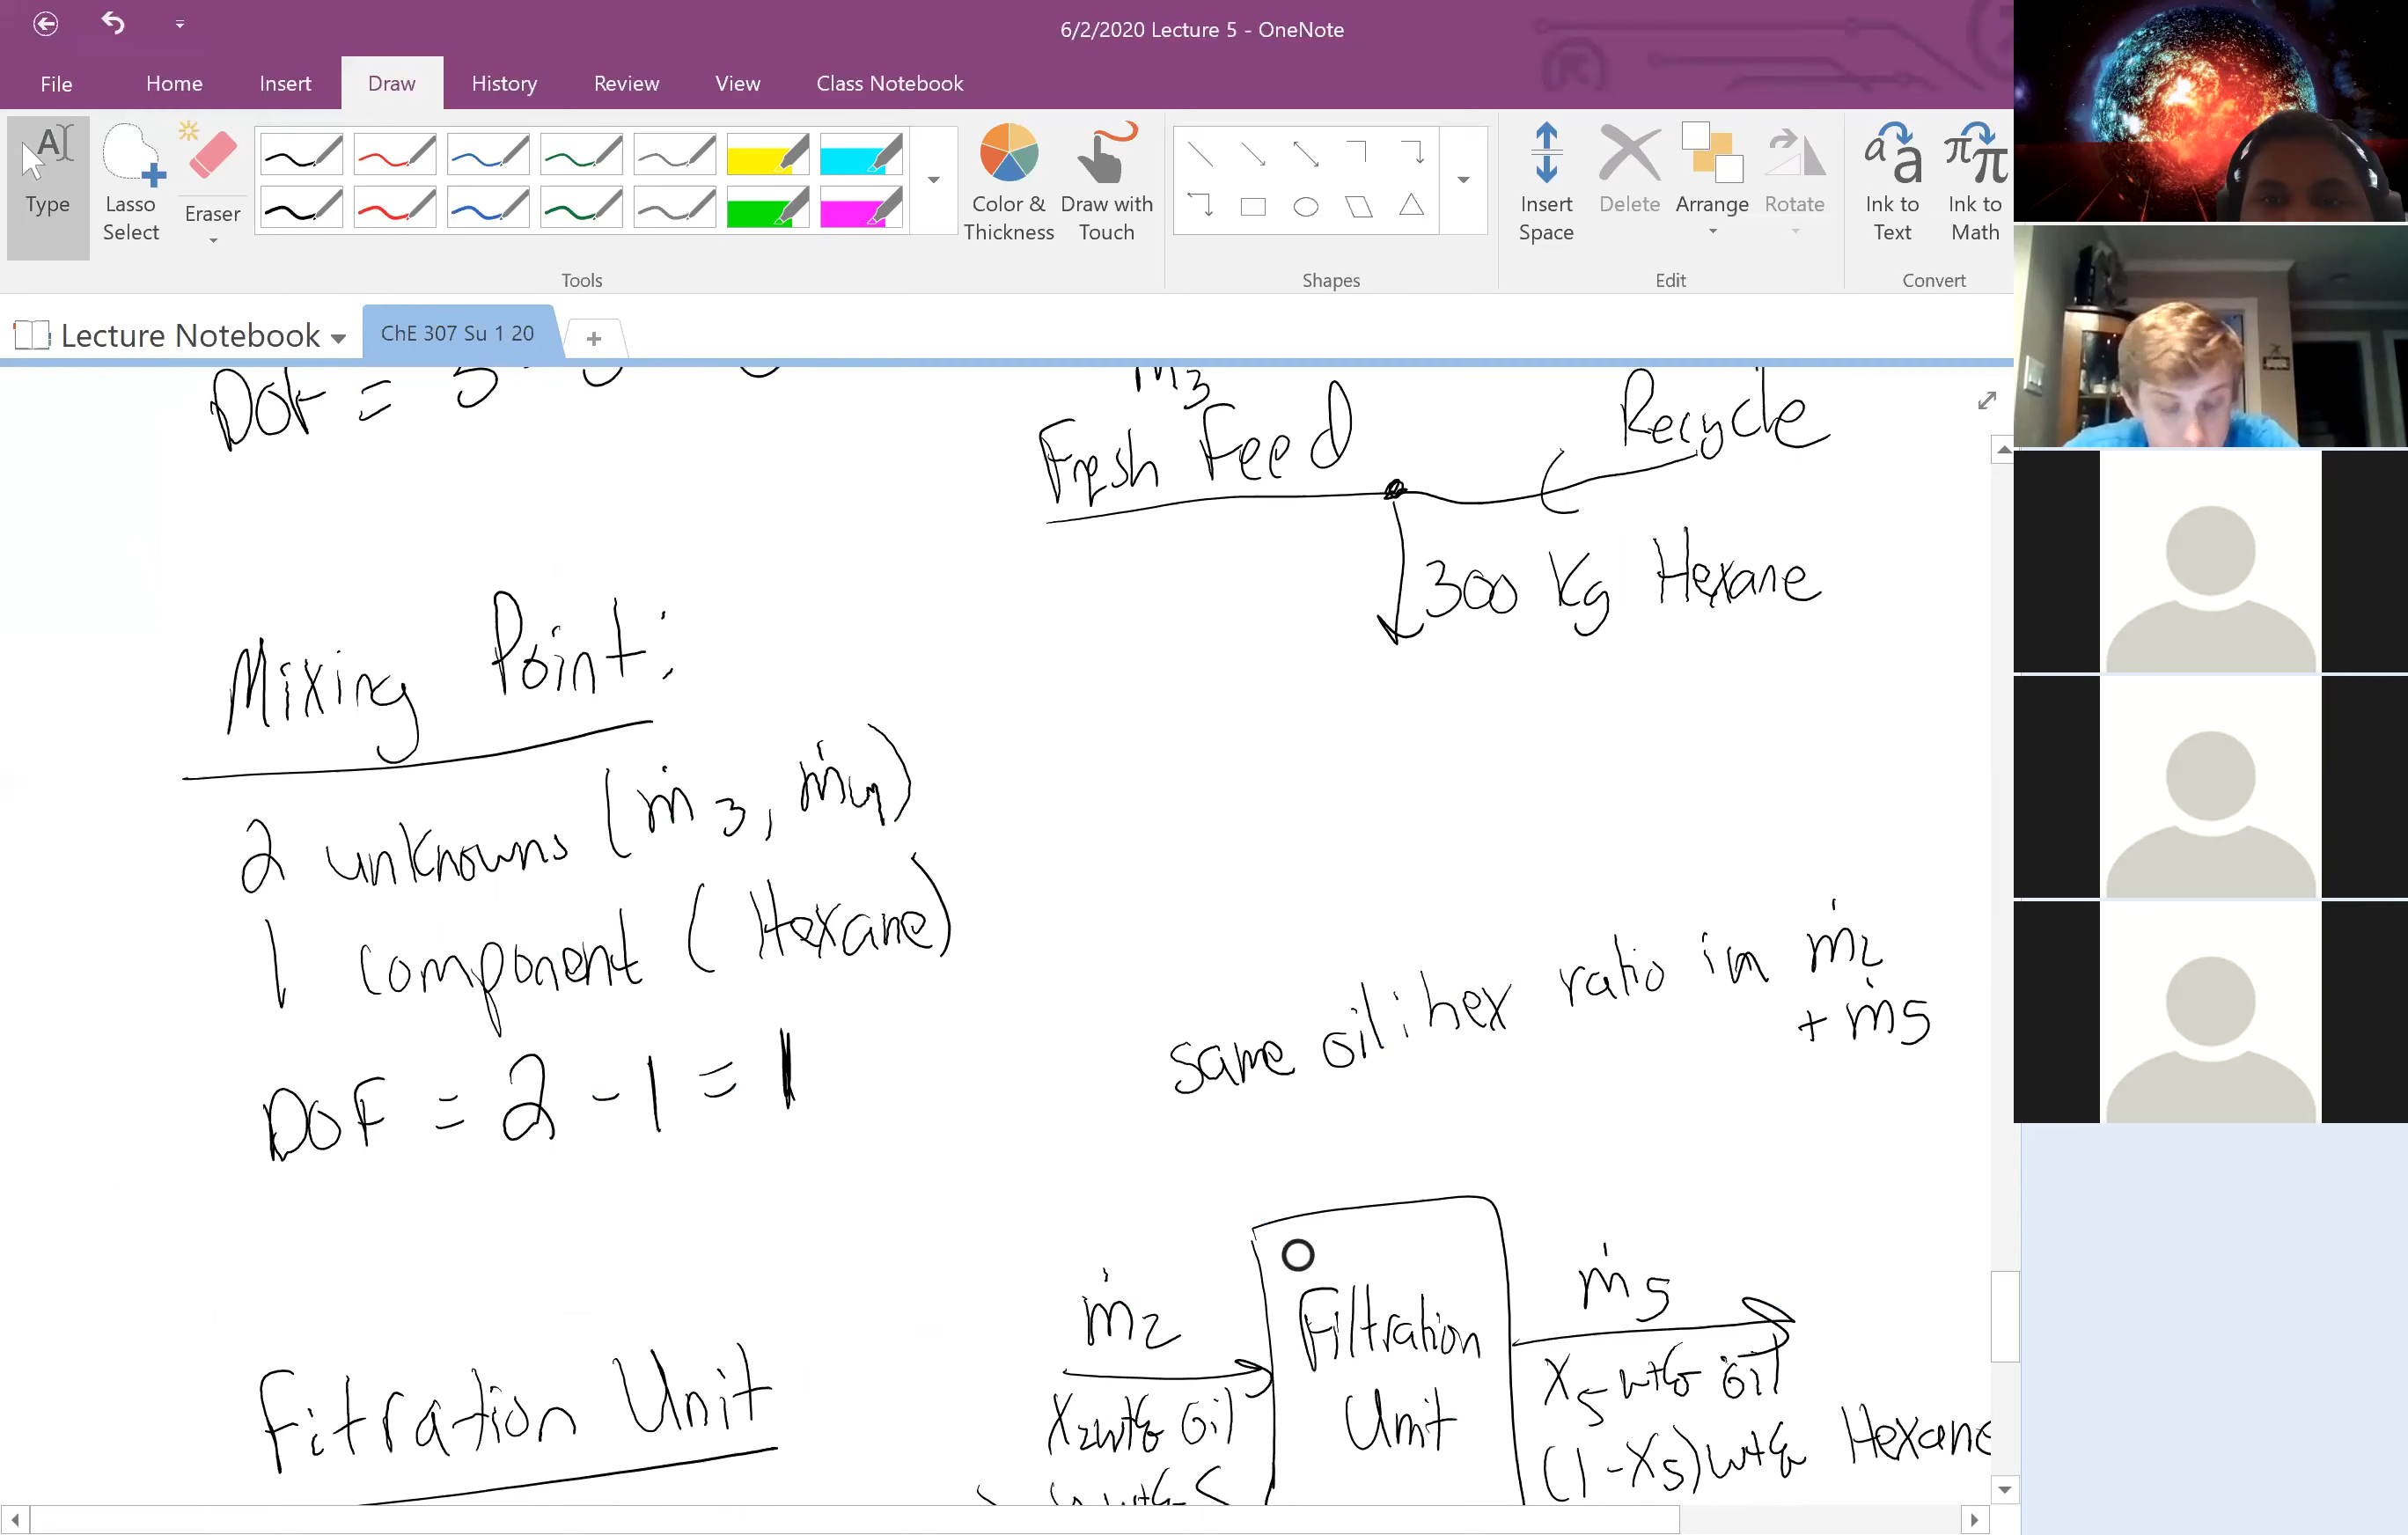 6/2/2020 Lecture 5 - OneNote
File Home Insert Draw History Review View Class Notebook
Type
Lasso Select
Eraser
Color & Thickness
Draw with Touch
Insert Space
Delete
Arrange
Rotate
Ink to Text
Ink to Math
Tools Shapes Edit Convert
Lecture Notebook ChE 307 Su 1 20 +
DOF = 5
ṁ3
Fresh Feed
Recycle
300 Kg Hexane
Mixing Point:
2 unknowns (ṁ3, ṁ4)
1 component (Hexane)
DOF = 2 - 1 = 1
same oil:hex ratio in ṁ2
+ ṁ5
Fitration Unit
ṁ2
X2 wt% oil
Filtration
Unit
ṁ5
X5 wt% oil
(1-X5) wt% Hexane